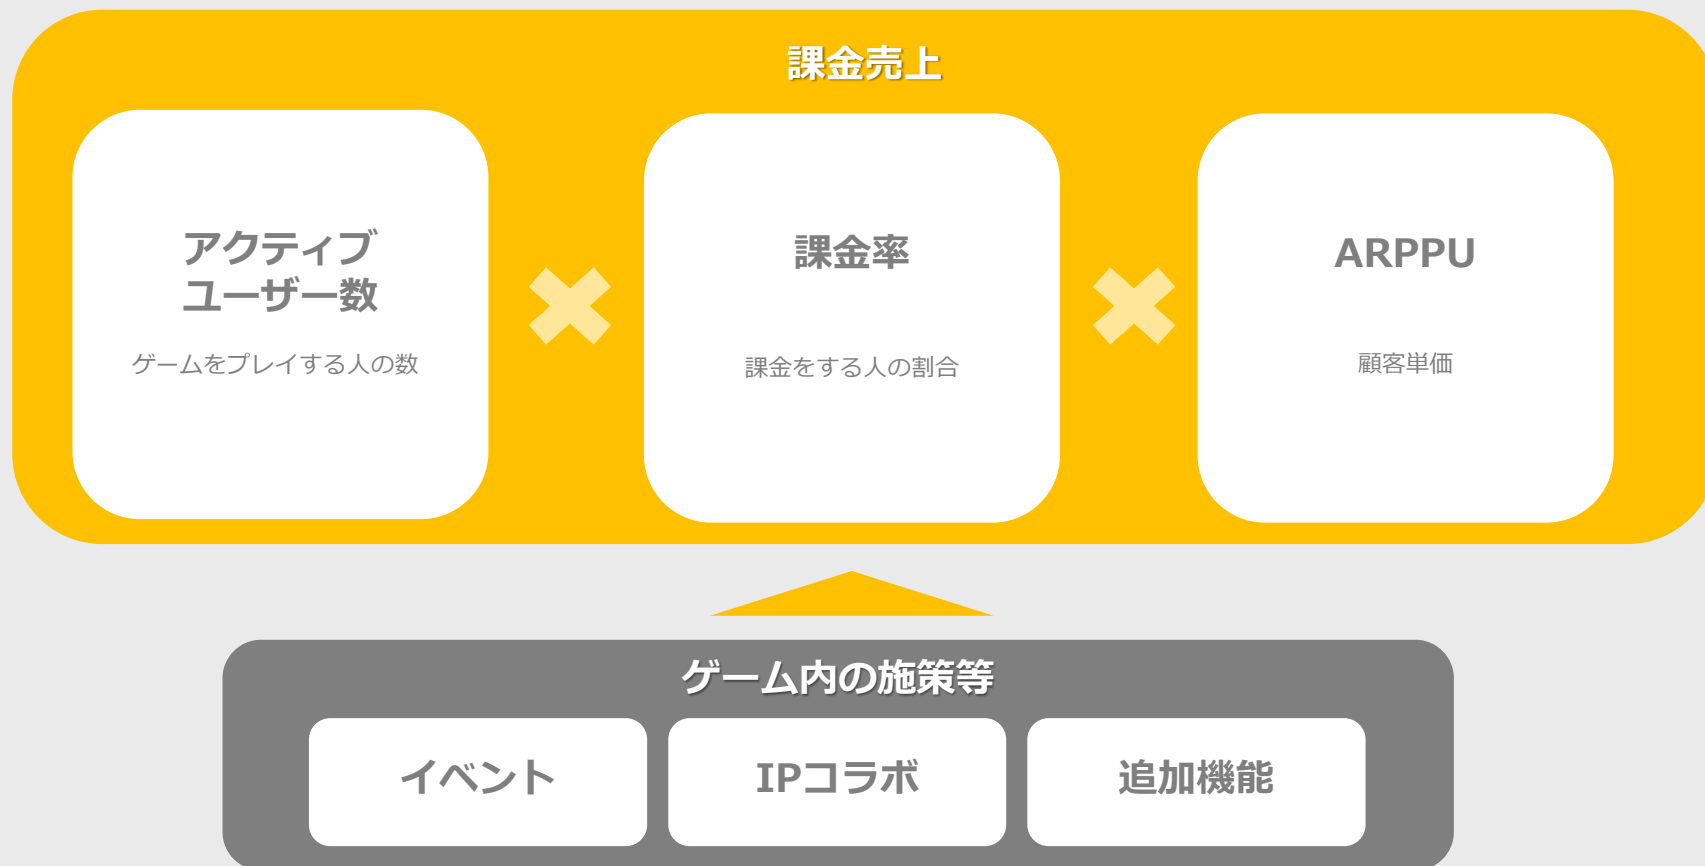 課金売上
アクティブ
ユーザー数
ゲームをプレイする人の数
課金率
課金をする人の割合
ARPPU
顧客単価
ゲーム内の施策等
イベント
IPコラボ
追加機能